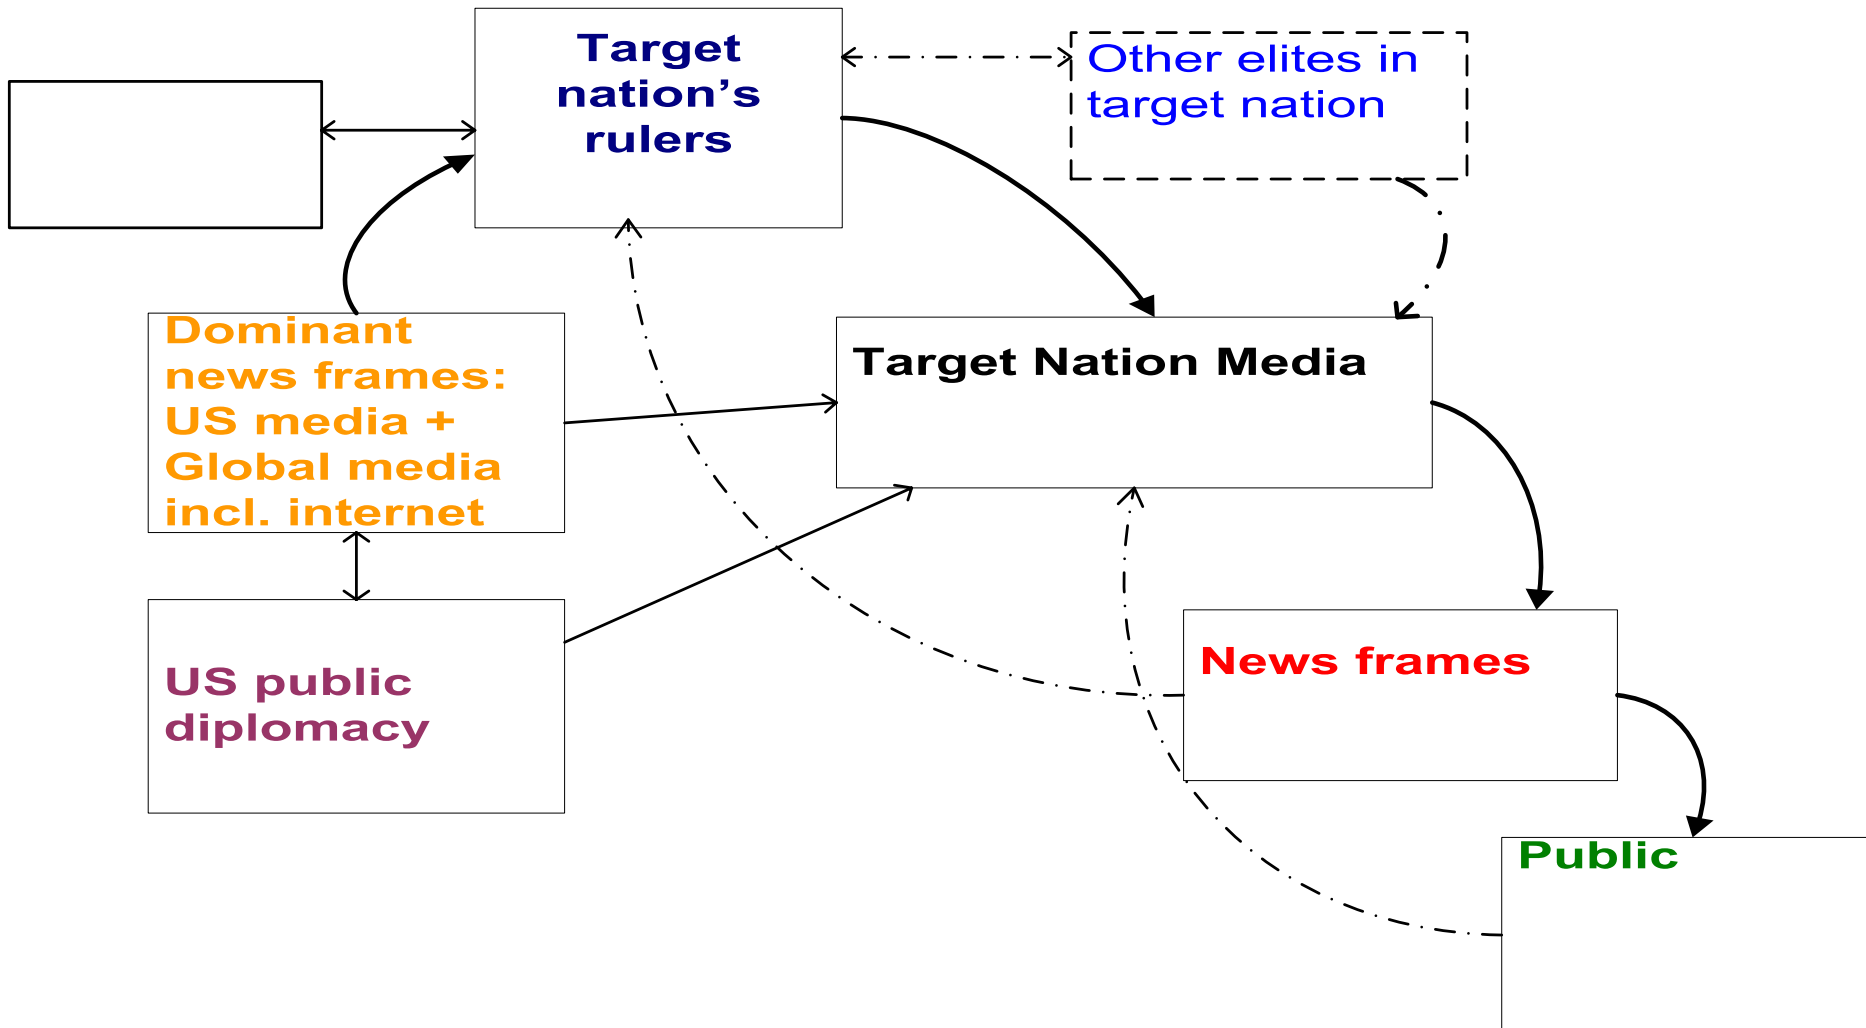 Target
nation’s
rulers
Other elites in
target nation
Dominant
news frames:
US media +
Global media
incl. internet
Target Nation Media
US public
diplomacy
News frames
Public